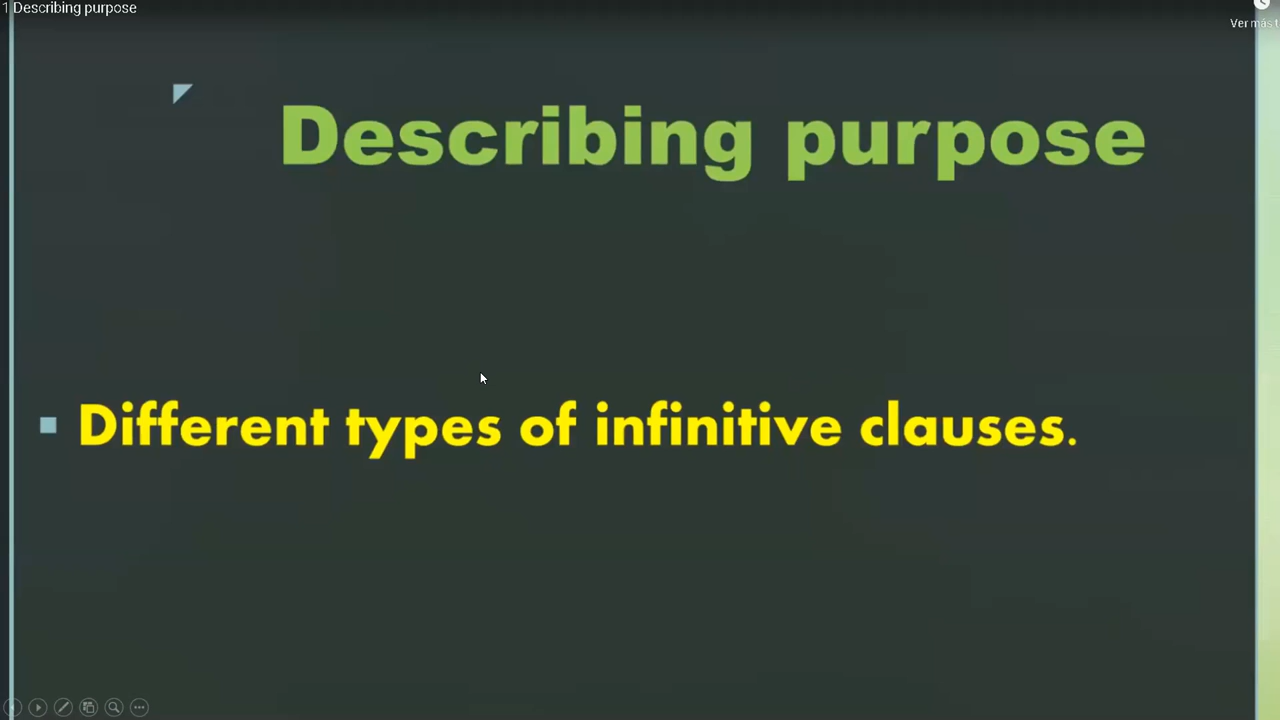 1 Describing purpose
Ver más t
Describing purpose
Different types of infinitive clauses.